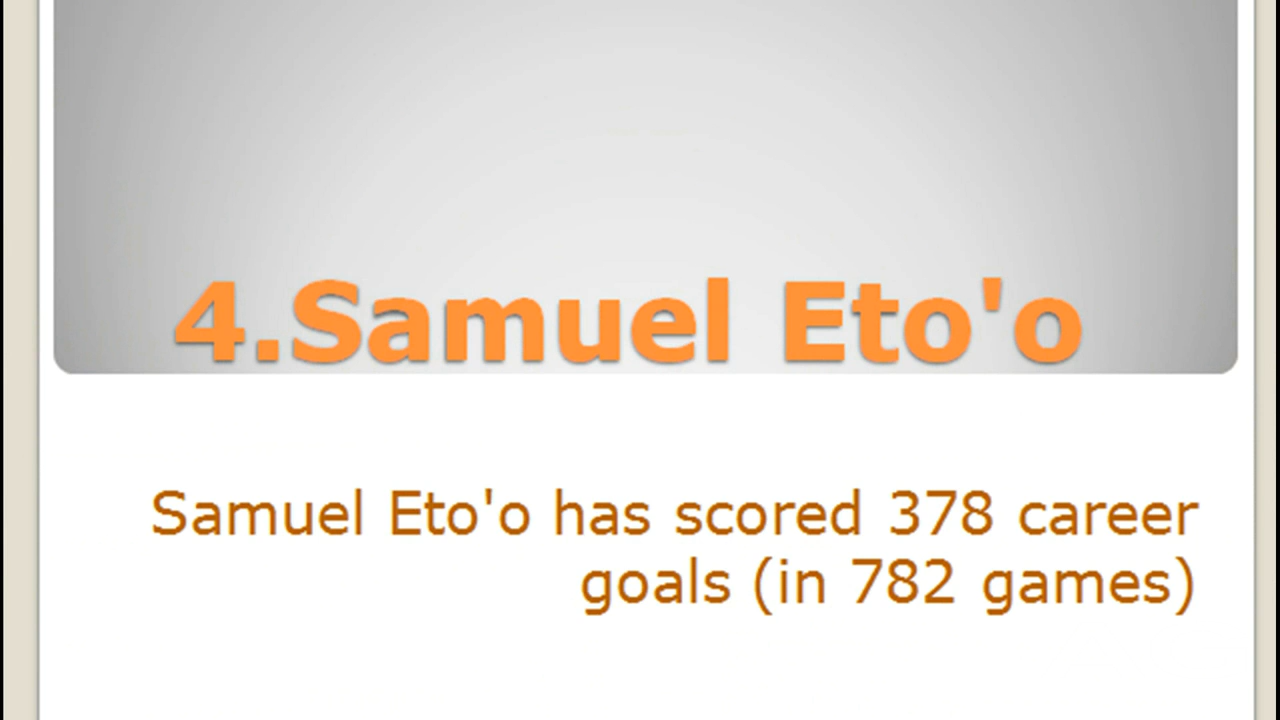 4.Samuel Eto'o
Samuel Eto'o has scored 378 career
goals (in 782 games)